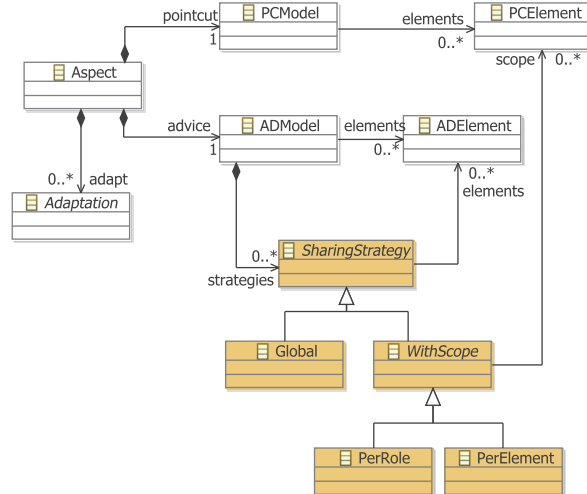 pointcut
PCModel
elements
PCElement
1
0..*
scope
0..*
Aspect
advice
ADModel
elements
ADElement
1
0..*
0..*
adapt
0..*
elements
Adaptation
0..*
SharingStrategy
strategies
Global
WithScope
PerRole
PerElement